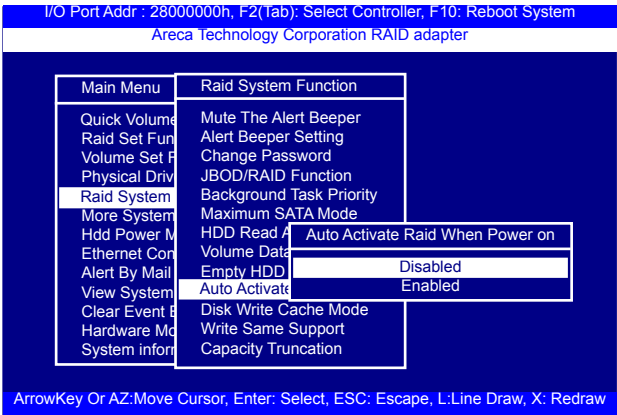 I/O Port Addr : 28000000h, F2(Tab): Select Controller, F10: Reboot System
Areca Technology Corporation RAID adapter
Main Menu
Quick Volume
Raid Set Fun
Volume Set F
Physical Driv
Raid System
More System
Hdd Power M
Ethernet Con
Alert By Mail
View System
Clear Event E
Hardware Mo
System inforr
Raid System Function
Mute The Alert Beeper
Alert Beeper Setting
Change Password
JBOD/RAID Function
Background Task Priority
Maximum SATA Mode
HDD Read A
Volume Data
Empty HDD
Auto Activate
Disk Write Cache Mode
Write Same Support
Capacity Truncation
Auto Activate Raid When Power on
Disabled
Enabled
ArrowKey Or AZ:Move Cursor, Enter: Select, ESC: Escape, L:Line Draw, X: Redraw